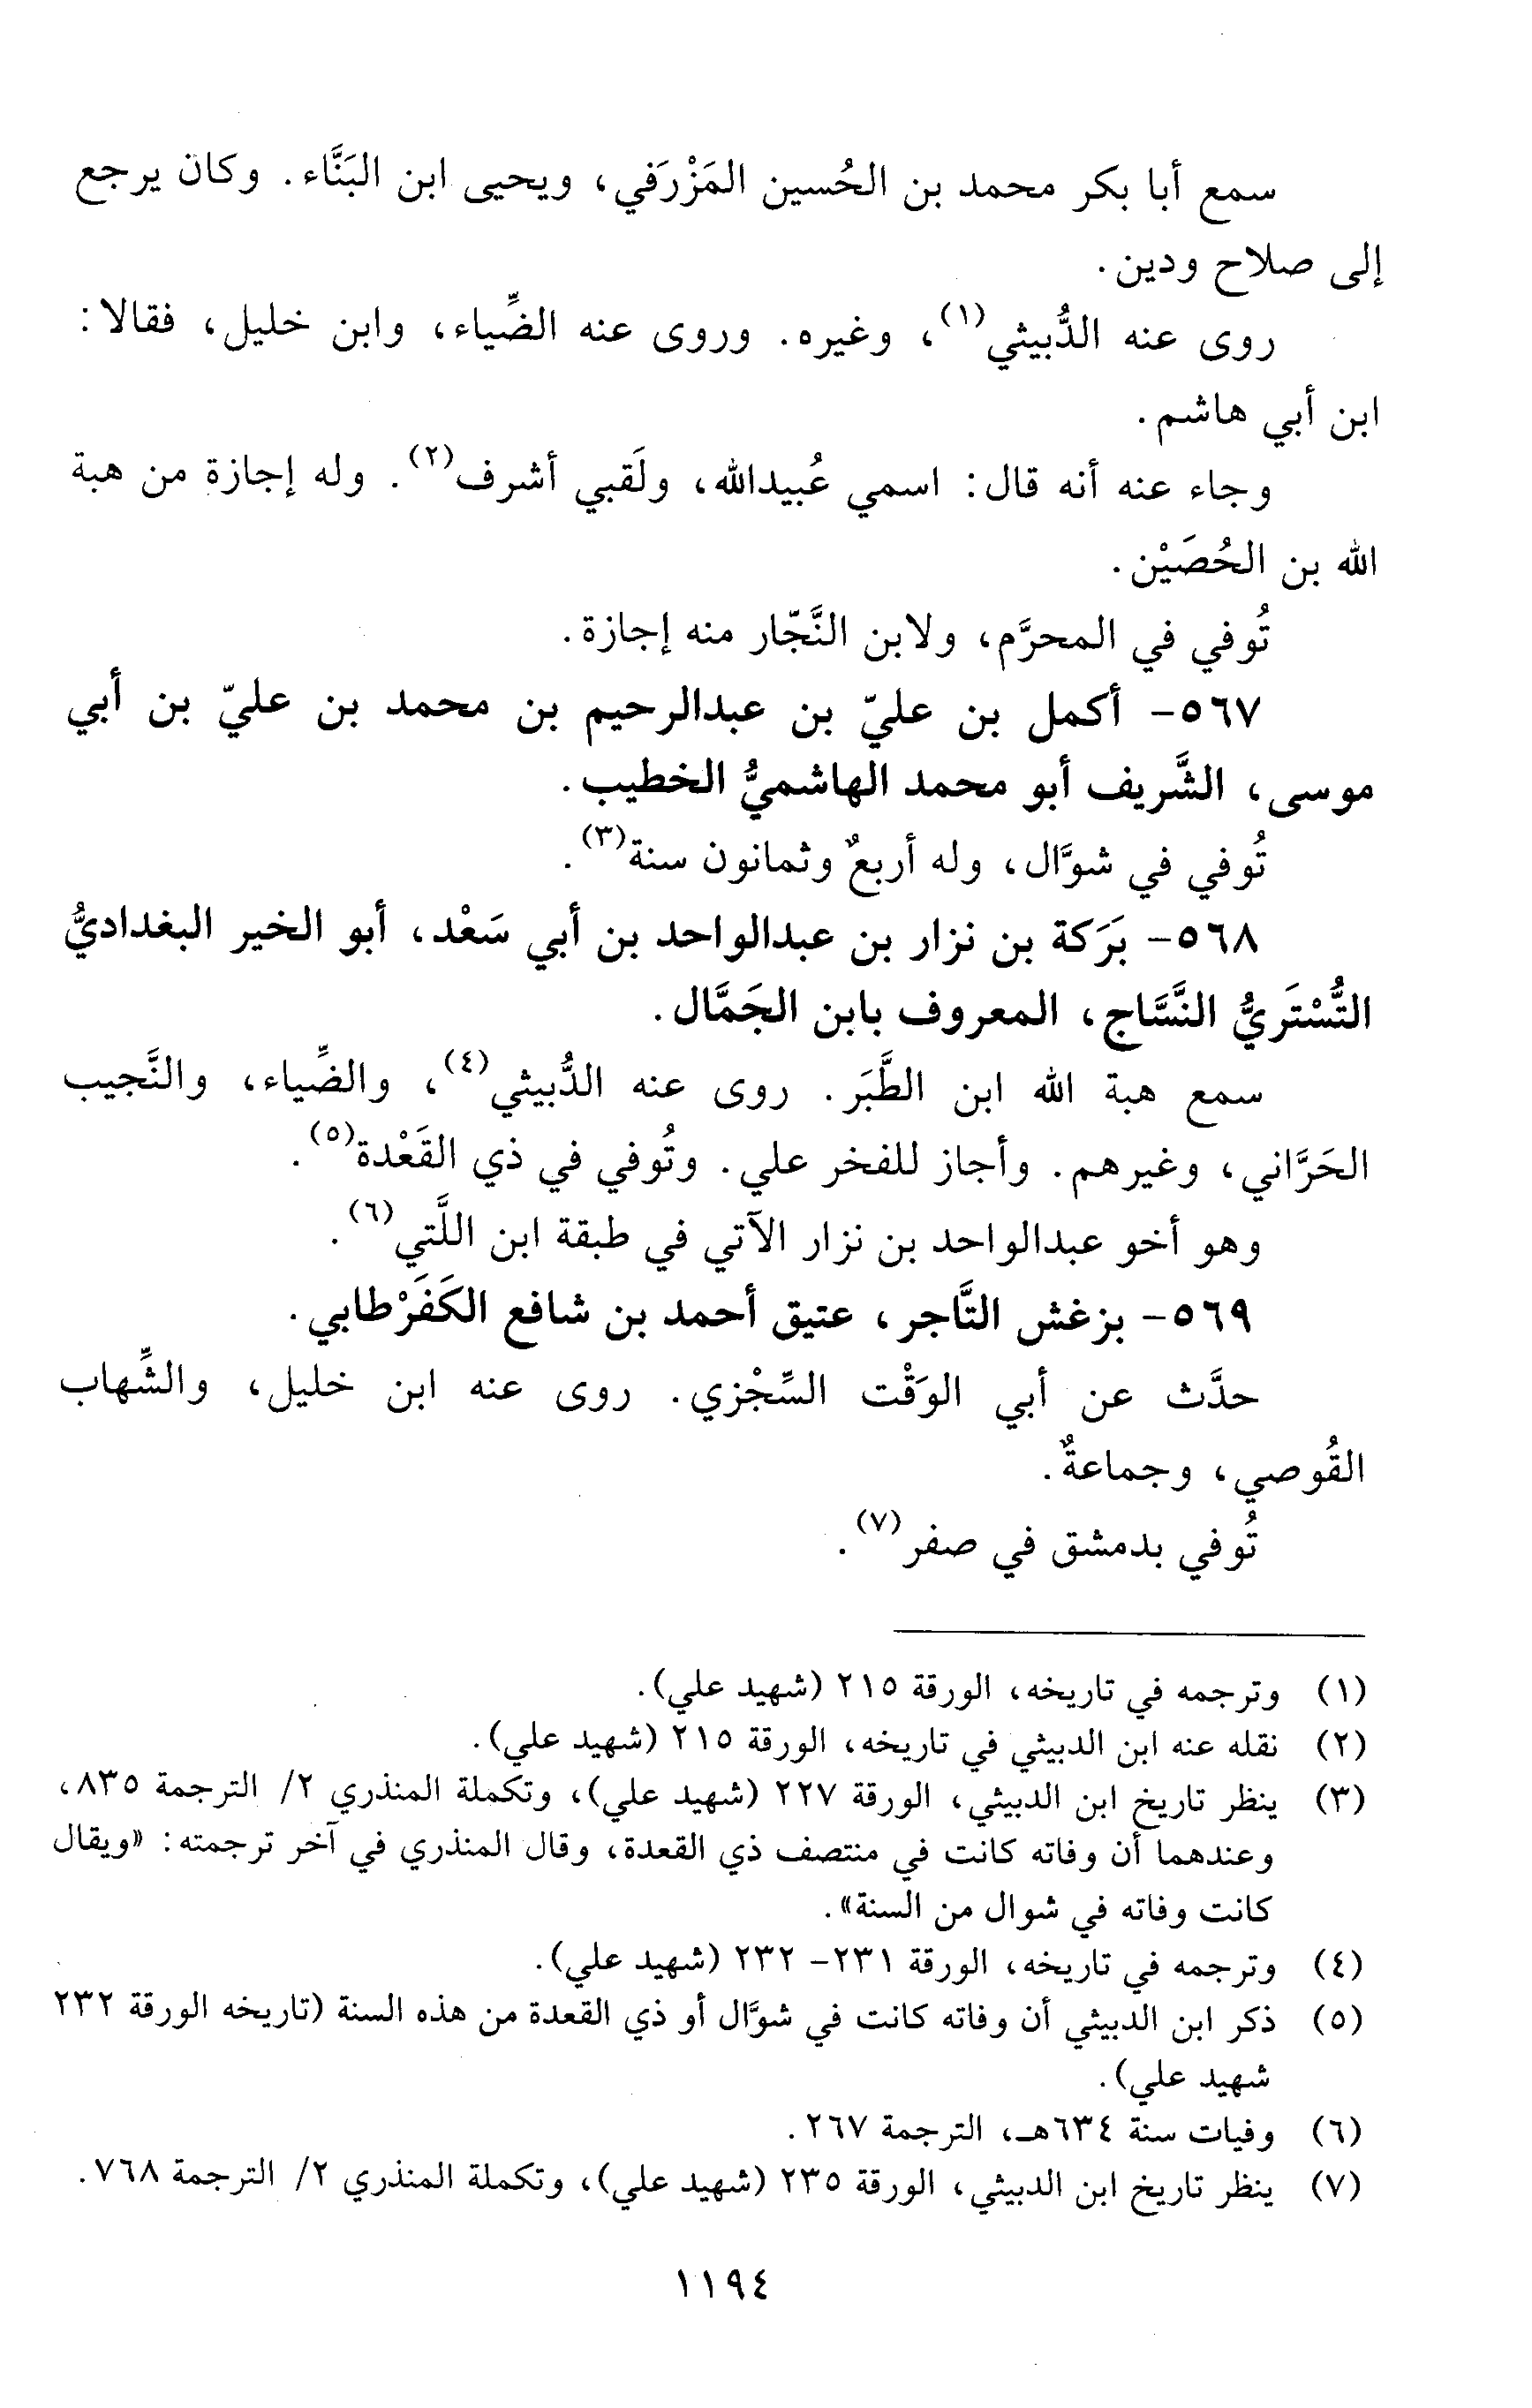 سمع أبا بكر محمد بن الحُسين المَزْرَفي، ويحيى ابن البَنَّاء. وكان يرجع
إلى صلاح ودين.
روى عنه الدُّبيثي(١)، وغيره. وروى عنه الضِّياء، وابن خليل، فقالا:
ابن أبي هاشم.
وجاء عنه أنه قال: اسمي عُبيدالله، ولَقبي أشرف(٢). وله إجازة من هبة
الله بن الحُصَيْن.
تُوفي في المحرَّم، ولابن النَّجّار منه إجازة.
٥٦٧- أكمل بن عليّ بن عبدالرحيم بن محمد بن عليّ بن أبي
موسى، الشَّريف أبو محمد الهاشميُّ الخطيب.
تُوفي في شوَّال، وله أربعٌ وثمانون سنة(٣).
٥٦٨- بَرَكة بن نزار بن عبدالواحد بن أبي سَعْد، أبو الخير البغداديُّ
التُّسْتَريُّ النَّسَّاج، المعروف بابن الجَمَّال.
سمع هبة الله ابن الطَّبَر. روى عنه الدُّبيثي(٤)، والضِّياء، والنَّجيب
الحَرَّاني، وغيرهم. وأجاز للفخر علي. وتُوفي في ذي القَعْدة(٥).
وهو أخو عبدالواحد بن نزار الآتي في طبقة ابن اللَّتي(٦).
٥٦٩- بزغش التَّاجر، عتيق أحمد بن شافع الكَفَرْطابي.
حدَّث عن أبي الوَقْت السِّجْزي. روى عنه ابن خليل، والشِّهاب
القُوصي، وجماعةٌ.
تُوفي بدمشق في صفر(٧).
(١) وترجمه في تاريخه، الورقة ٢١٥ (شهيد علي).
(٢) نقله عنه ابن الدبيثي في تاريخه، الورقة ٢١٥ (شهيد علي).
(٣) ينظر تاريخ ابن الدبيثي، الورقة ٢٢٧ (شهيد علي)، وتكملة المنذري ٢/ الترجمة ٨٣٥،
وعندهما أن وفاته كانت في منتصف ذي القعدة، وقال المنذري في آخر ترجمته: «ويقال
كانت وفاته في شوال من السنة».
(٤) وترجمه في تاريخه، الورقة ٢٣١- ٢٣٢ (شهيد علي).
(٥) ذكر ابن الدبيثي أن وفاته كانت في شوَّال أو ذي القعدة من هذه السنة (تاريخه الورقة ٢٣٢
شهيد علي).
(٦) وفيات سنة ٦٣٤هـ، الترجمة ٢٦٧.
(٧) ينظر تاريخ ابن الدبيثي، الورقة ٢٣٥ (شهيد علي)، وتكملة المنذري ٢/ الترجمة ٧٦٨.
١١٩٤